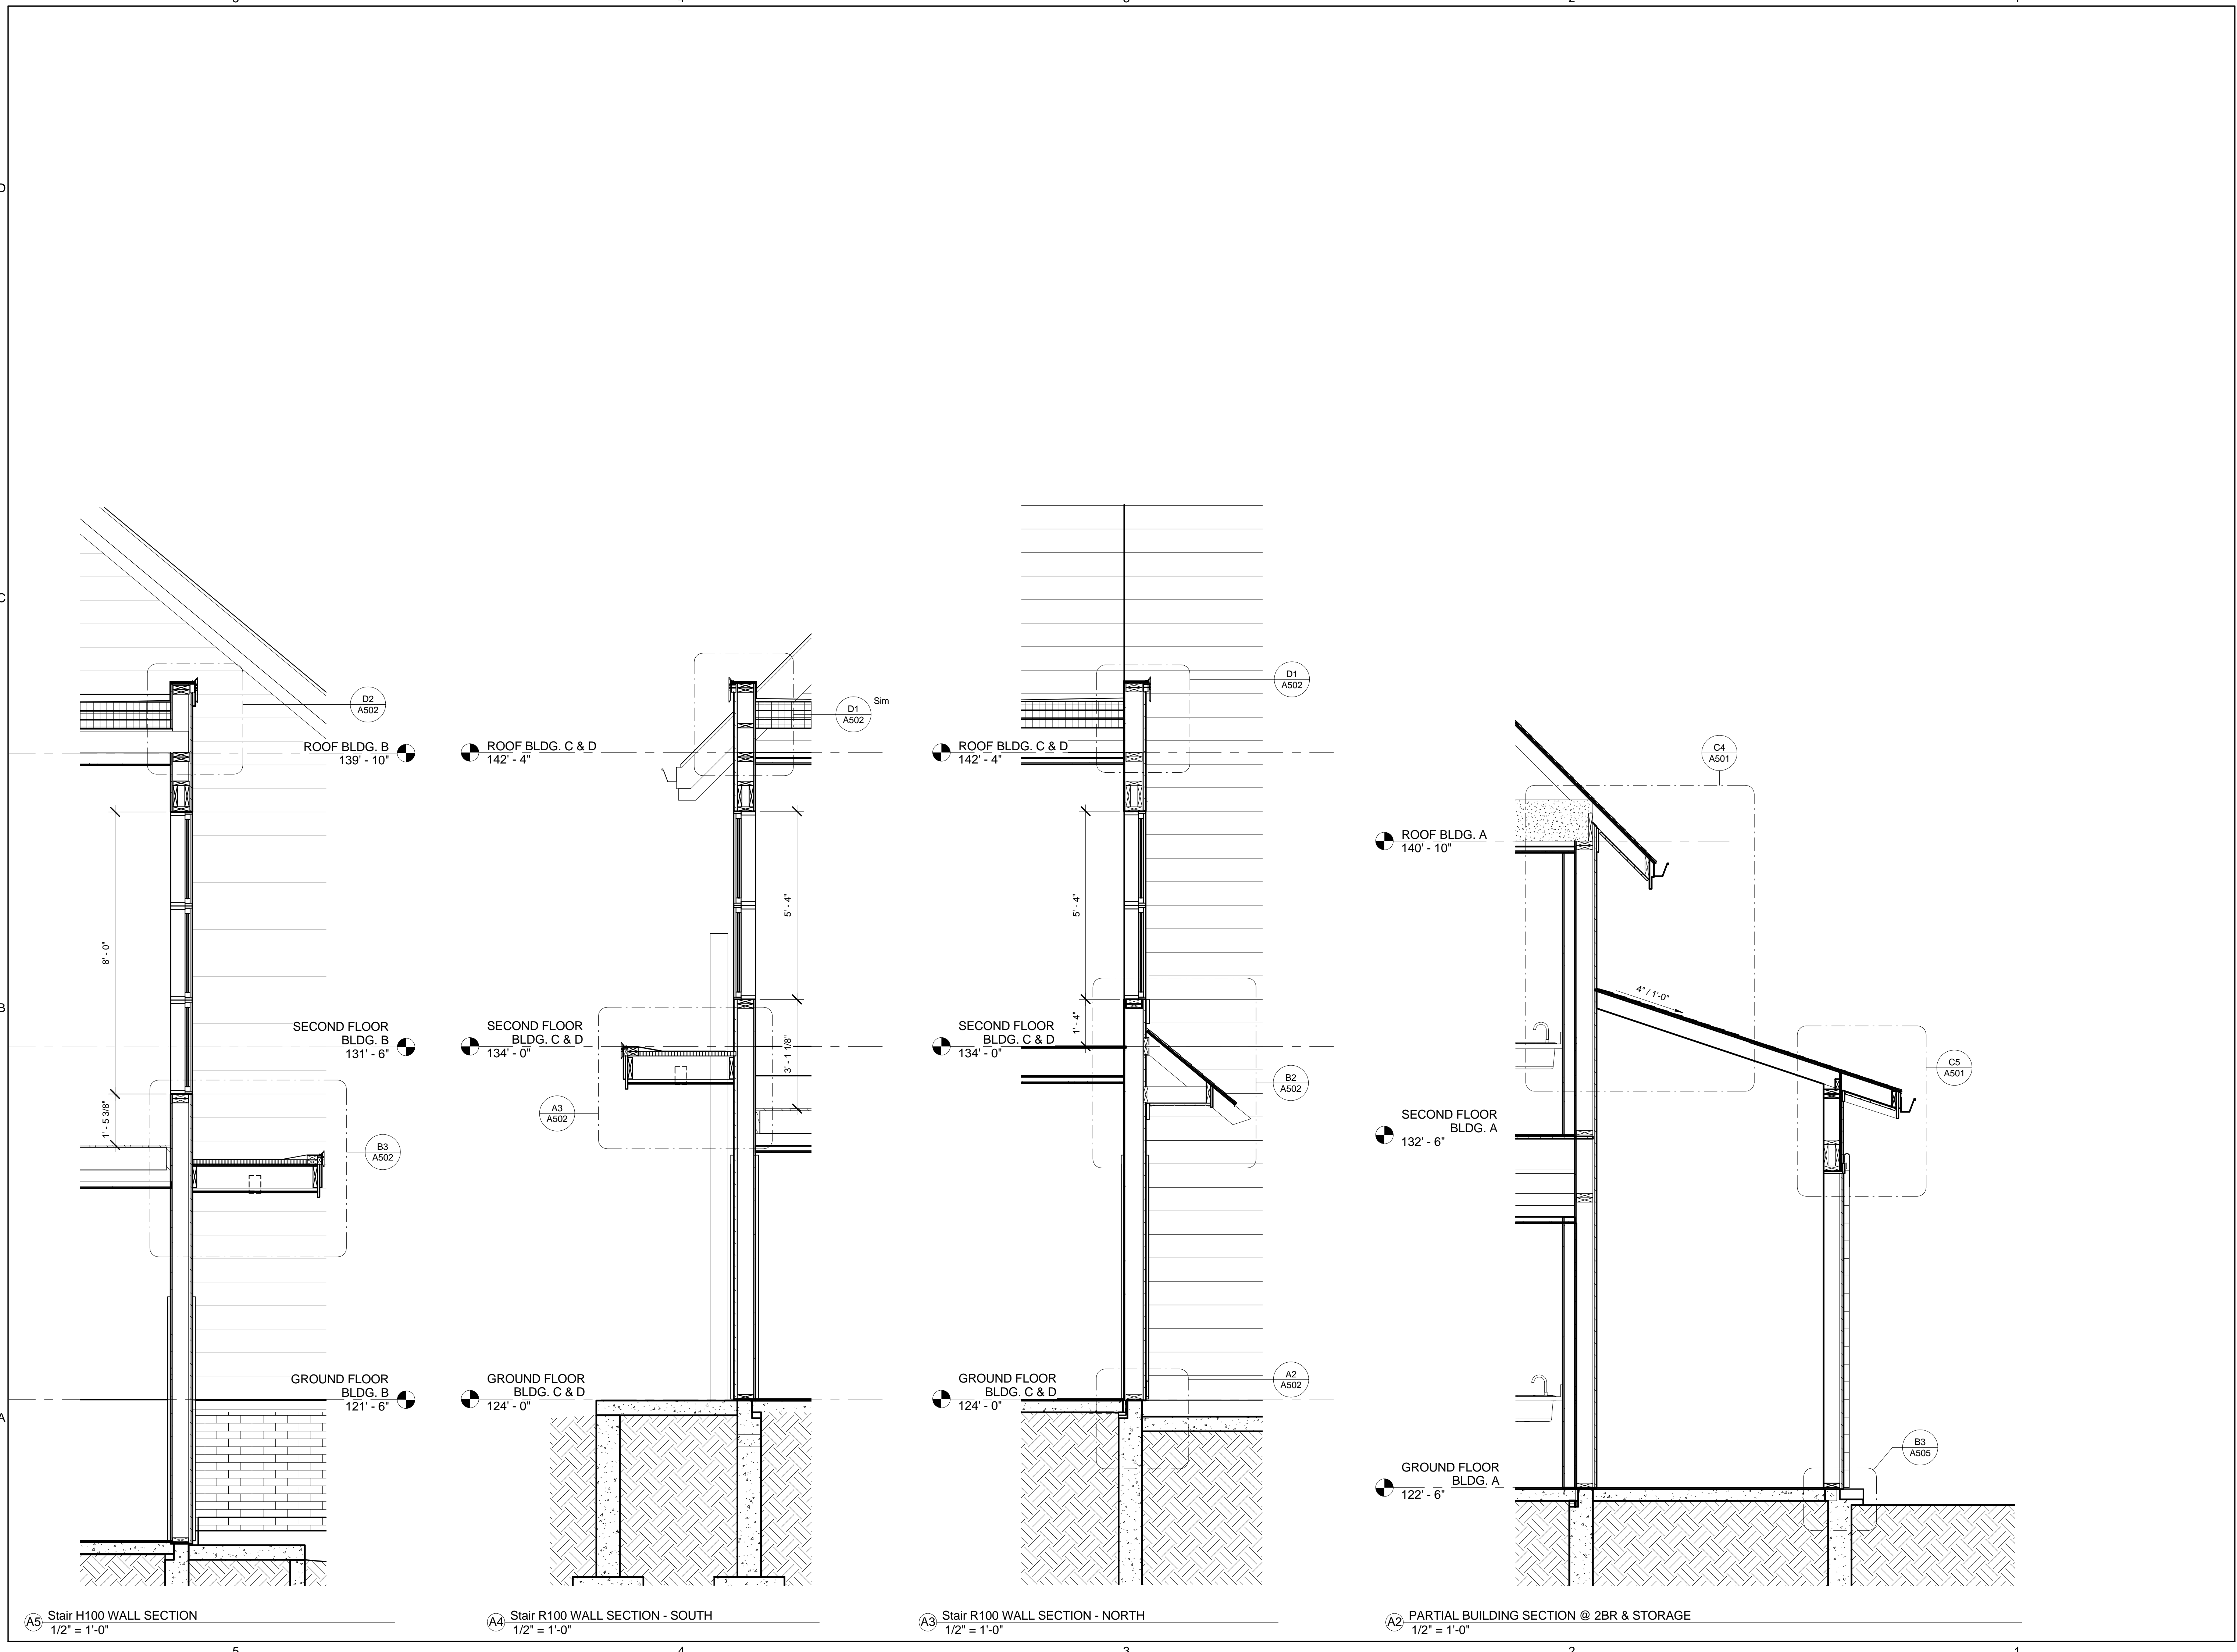 5
4
3
2
1
D
C
B
A
D2
A502
ROOF BLDG. B
139' - 10"
8' - 0"
SECOND FLOOR
BLDG. B
131' - 6"
1' - 5 3/8"
B3
A502
GROUND FLOOR
BLDG. B
121' - 6"
A5
Stair H100 WALL SECTION
1/2" = 1'-0"
D1
A502
Sim
ROOF BLDG. C & D
142' - 4"
5' - 4"
SECOND FLOOR
BLDG. C & D
134' - 0"
3' - 1 1/8"
A3
A502
GROUND FLOOR
BLDG. C & D
124' - 0"
A4
Stair R100 WALL SECTION - SOUTH
1/2" = 1'-0"
D1
A502
ROOF BLDG. C & D
142' - 4"
5' - 4"
SECOND FLOOR
BLDG. C & D
134' - 0"
1' - 4"
B2
A502
GROUND FLOOR
BLDG. C & D
124' - 0"
A2
A502
A3
Stair R100 WALL SECTION - NORTH
1/2" = 1'-0"
C4
A501
ROOF BLDG. A
140' - 10"
4" / 1'-0"
C5
A501
SECOND FLOOR
BLDG. A
132' - 6"
B3
A505
GROUND FLOOR
BLDG. A
122' - 6"
A2
PARTIAL BUILDING SECTION @ 2BR & STORAGE
1/2" = 1'-0"
5
4
3
2
1